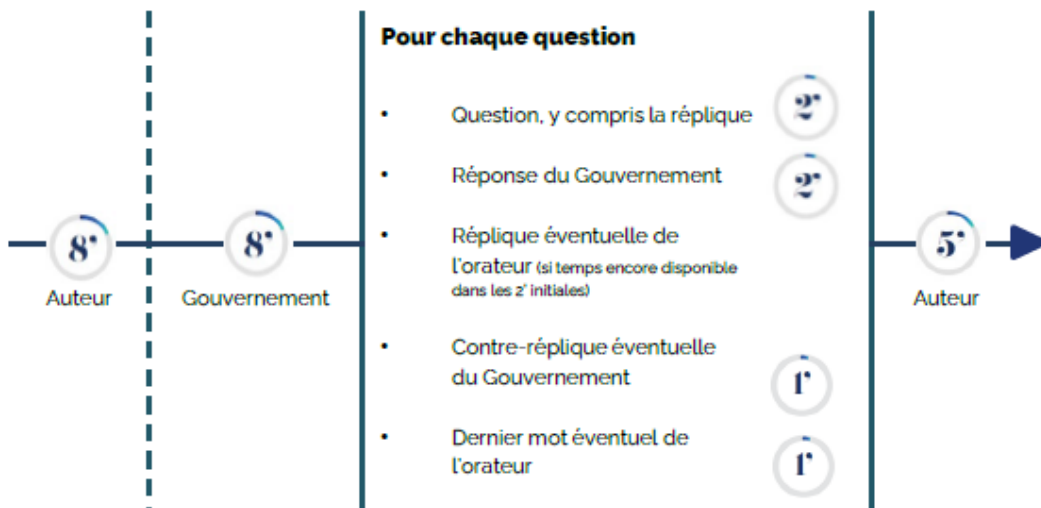 Pour chaque question
• Question, y compris la réplique 2'
• Réponse du Gouvernement 2'
• Réplique éventuelle de
l'orateur (si temps encore disponible
dans les 2' initiales)
• Contre-réplique éventuelle
du Gouvernement 1'
• Dernier mot éventuel de
l'orateur 1'
8'
Auteur
8'
Gouvernement
5'
Auteur